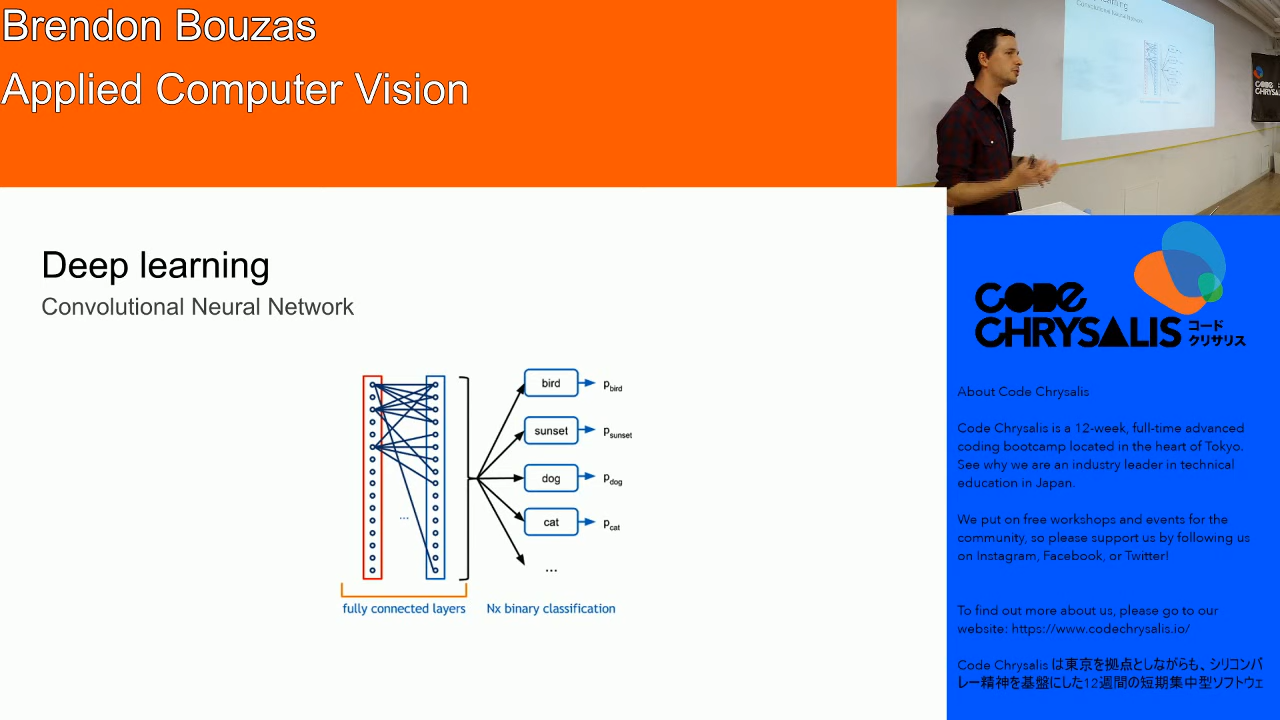 Brendon Bouzas
Applied Computer Vision
Deep learning
Convolutional Neural Network
bird
p bird
sunset
p sunset
dog
p dog
cat
p cat
...
...
fully connected layers
Nx binary classification
CODE
CHRYSALIS
コード
クリサリス
About Code Chrysalis
Code Chrysalis is a 12-week, full-time advanced
coding bootcamp located in the heart of Tokyo.
See why we are an industry leader in technical
education in Japan.
We put on free workshops and events for the
community, so please support us by following us
on Instagram, Facebook, or Twitter!
To find out more about us, please go to our
website: https://www.codechrysalis.io/
Code Chrysalis は東京を拠点としながらも、シリコンバ
レー精神を基盤にした12週間の短期集中型ソフトウェ